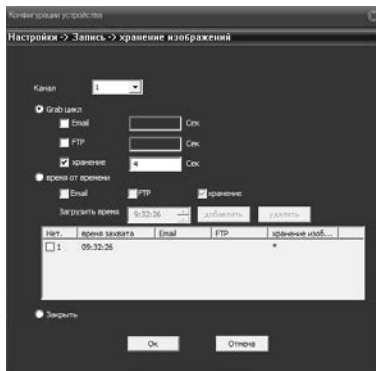 Конфигурации устройства
Настройки -> Запись -> хранение изображений
Канал 1
Grab цикл
Email Сек
FTP Сек
хранение 4 Сек
время от времени
Email FTP хранение
Загрузить время 9:32:26 добавлять удалять
Нет. время захвата Email FTP хранение изоб...
1 09:32:26 *
Закрыть
Ок Отмена